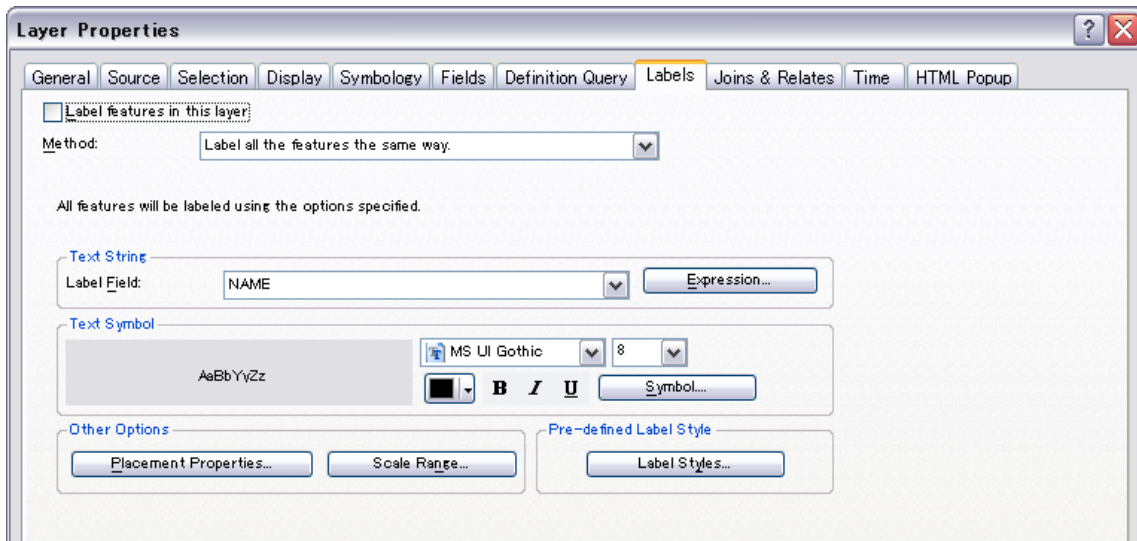 Layer Properties
General Source Selection Display Symbology Fields Definition Query Labels Joins & Relates Time HTML Popup
Label features in this layer
Method: Label all the features the same way.
All features will be labeled using the options specified.
Text String
Label Field: NAME Expression...
Text Symbol
AaBbYyZz
MS UI Gothic 8
B I U Symbol...
Other Options
Placement Properties... Scale Range...
Pre-defined Label Style
Label Styles...